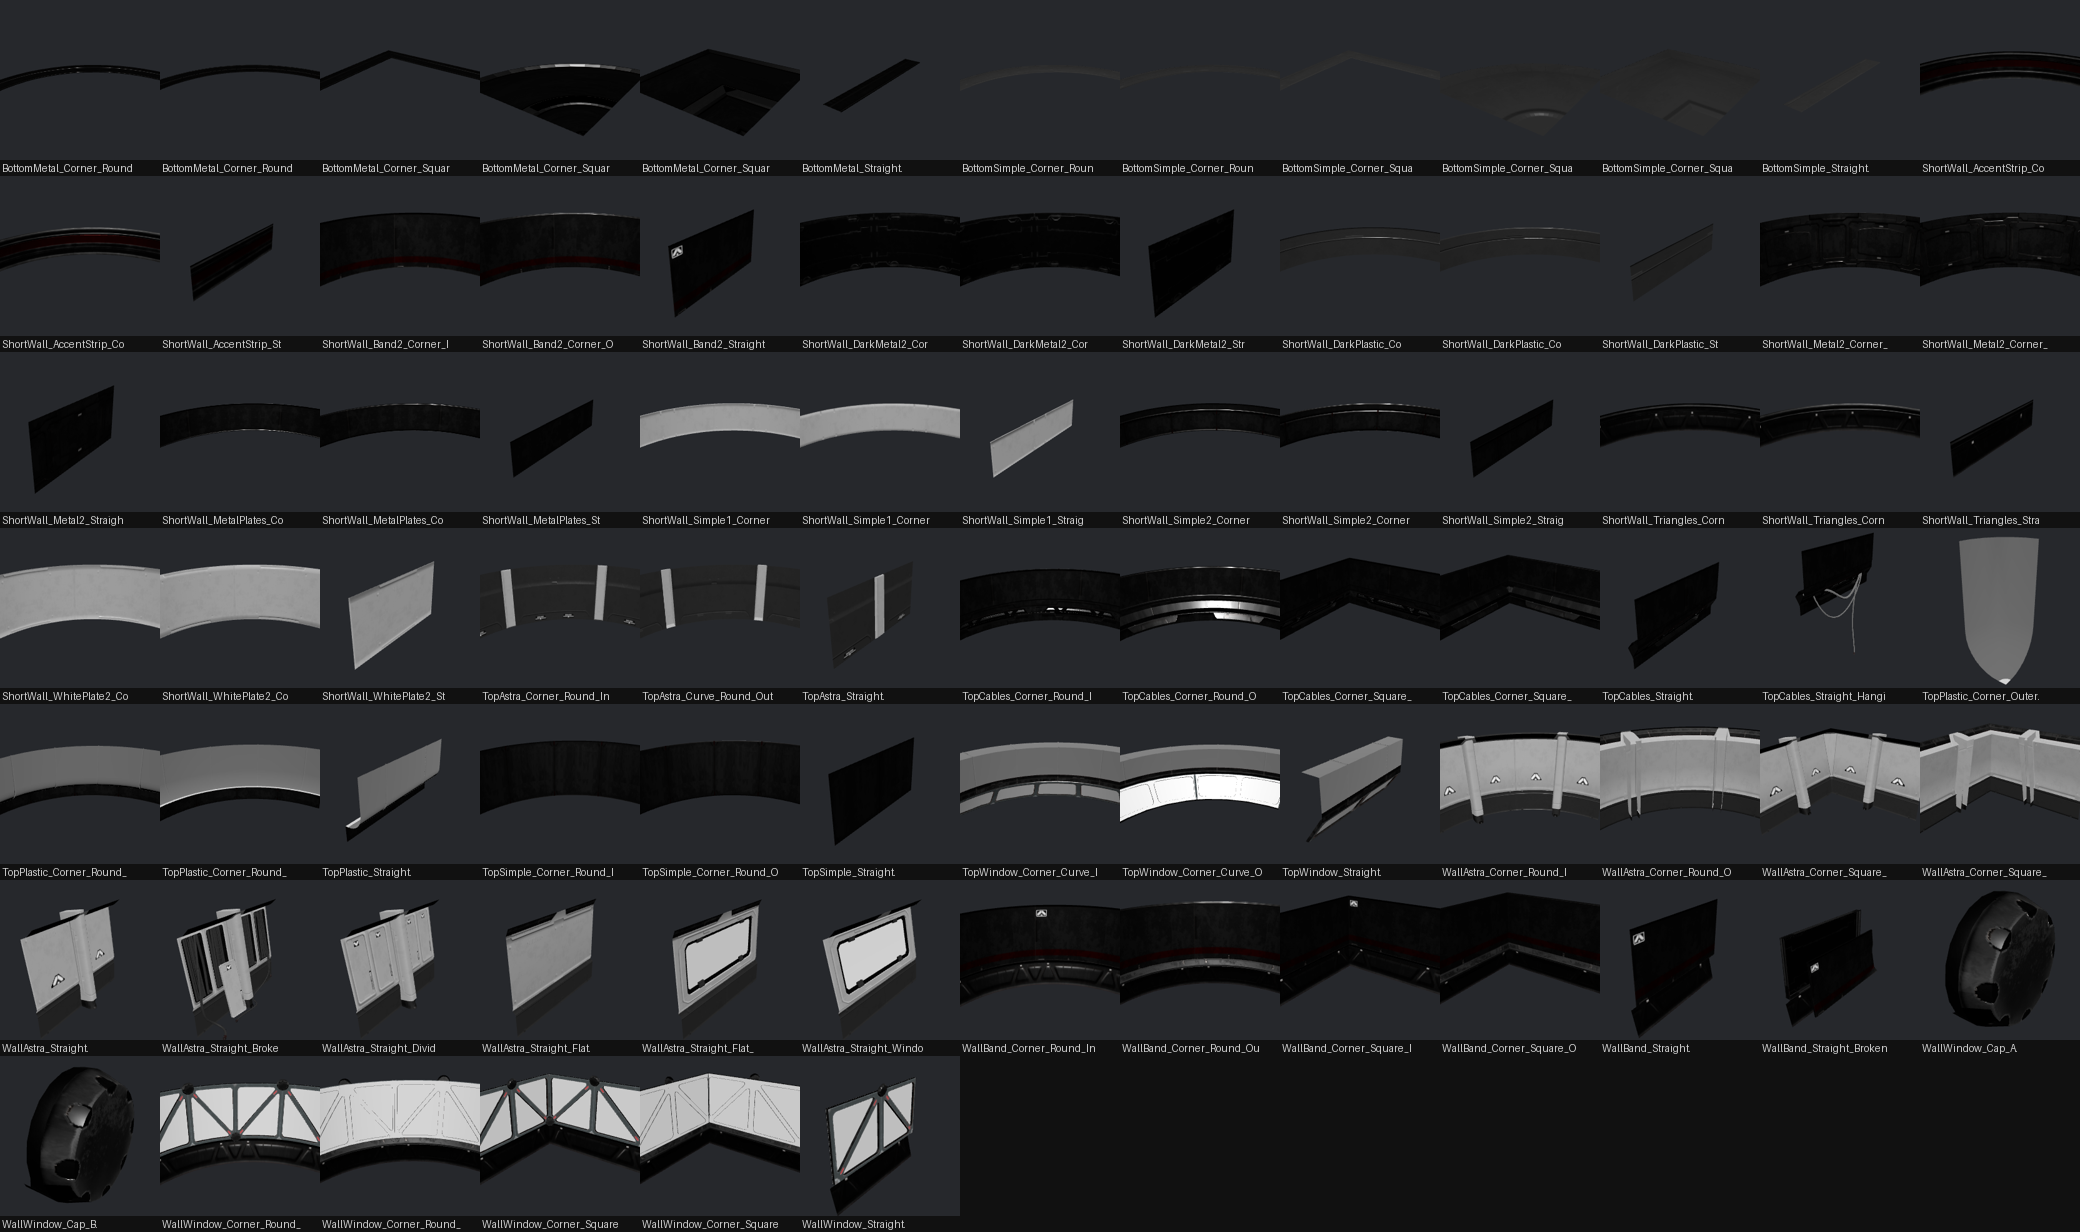 BottomMetal_Corner_Round
BottomMetal_Corner_Round
BottomMetal_Corner_Squar
BottomMetal_Corner_Squar
BottomMetal_Corner_Squar
BottomMetal_Straight.
BottomSimple_Corner_Roun
BottomSimple_Corner_Roun
BottomSimple_Corner_Squa
BottomSimple_Corner_Squa
BottomSimple_Corner_Squa
BottomSimple_Straight.
ShortWall_AccentStrip_Co
ShortWall_AccentStrip_Co
ShortWall_AccentStrip_St
ShortWall_Band2_Corner_I
ShortWall_Band2_Corner_O
ShortWall_Band2_Straight
ShortWall_DarkMetal2_Cor
ShortWall_DarkMetal2_Cor
ShortWall_DarkMetal2_Str
ShortWall_DarkPlastic_Co
ShortWall_DarkPlastic_Co
ShortWall_DarkPlastic_St
ShortWall_Metal2_Corner_
ShortWall_Metal2_Corner_
ShortWall_Metal2_Straigh
ShortWall_MetalPlates_Co
ShortWall_MetalPlates_Co
ShortWall_MetalPlates_St
ShortWall_Simple1_Corner
ShortWall_Simple1_Corner
ShortWall_Simple1_Straig
ShortWall_Simple2_Corner
ShortWall_Simple2_Corner
ShortWall_Simple2_Straig
ShortWall_Triangles_Corn
ShortWall_Triangles_Corn
ShortWall_Triangles_Stra
ShortWall_WhitePlate2_Co
ShortWall_WhitePlate2_Co
ShortWall_WhitePlate2_St
TopAstra_Corner_Round_In
TopAstra_Curve_Round_Out
TopAstra_Straight.
TopCables_Corner_Round_I
TopCables_Corner_Round_O
TopCables_Corner_Square_
TopCables_Corner_Square_
TopCables_Straight.
TopCables_Straight_Hangi
TopPlastic_Corner_Outer.
TopPlastic_Corner_Round_
TopPlastic_Corner_Round_
TopPlastic_Straight.
TopSimple_Corner_Round_I
TopSimple_Corner_Round_O
TopSimple_Straight.
TopWindow_Corner_Curve_I
TopWindow_Corner_Curve_O
TopWindow_Straight.
WallAstra_Corner_Round_I
WallAstra_Corner_Round_O
WallAstra_Corner_Square_
WallAstra_Corner_Square_
WallAstra_Straight.
WallAstra_Straight_Broke
WallAstra_Straight_Divid
WallAstra_Straight_Flat.
WallAstra_Straight_Flat_
WallAstra_Straight_Windo
WallBand_Corner_Round_In
WallBand_Corner_Round_Ou
WallBand_Corner_Square_I
WallBand_Corner_Square_O
WallBand_Straight.
WallBand_Straight_Broken
WallWindow_Cap_A.
WallWindow_Cap_B.
WallWindow_Corner_Round_
WallWindow_Corner_Round_
WallWindow_Corner_Square
WallWindow_Corner_Square
WallWindow_Straight.